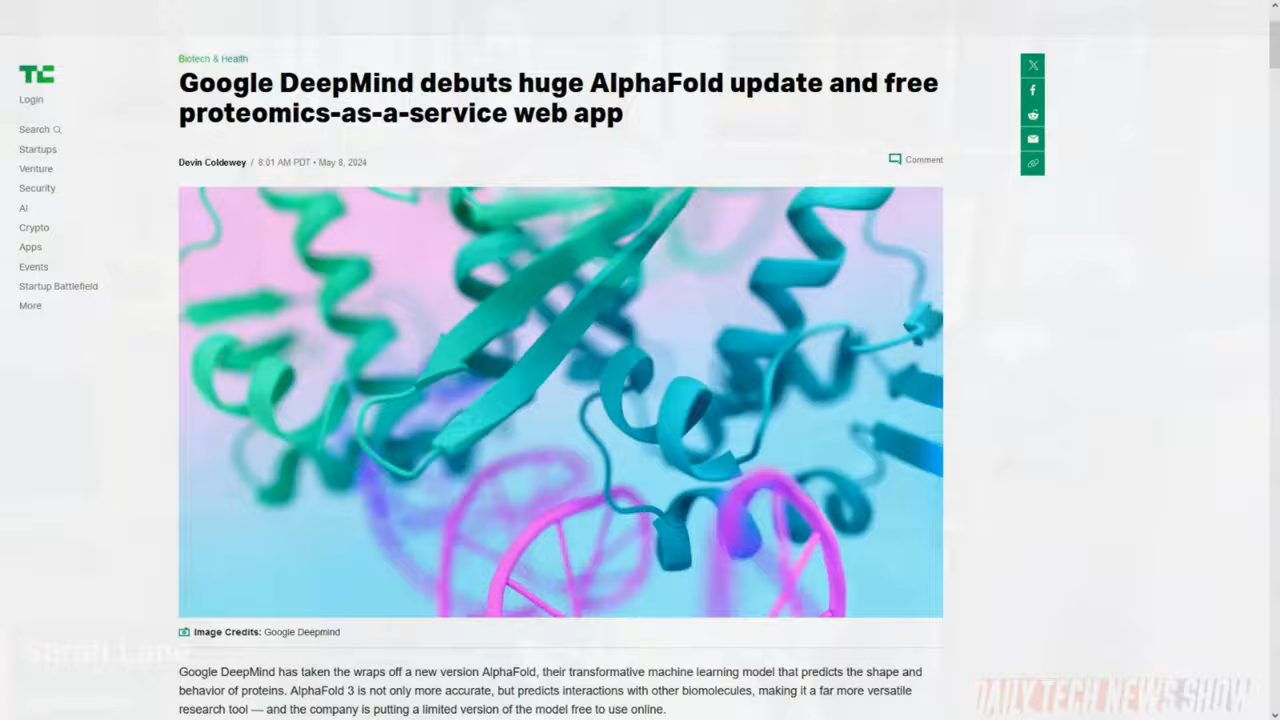 Biotech & Health
Google DeepMind debuts huge AlphaFold update and free
proteomics-as-a-service web app
Devin Coldewey / 8:01 AM PDT • May 8, 2024
Comment
TC
Login
Search
Startups
Venture
Security
AI
Crypto
Apps
Events
Startup Battlefield
More
Image Credits: Google Deepmind
Google DeepMind has taken the wraps off a new version AlphaFold, their transformative machine learning model that predicts the shape and
behavior of proteins. AlphaFold 3 is not only more accurate, but predicts interactions with other biomolecules, making it a far more versatile
research tool — and the company is putting a limited version of the model free to use online.
Sarah Lane
DAILY TECH NEWS SHOW